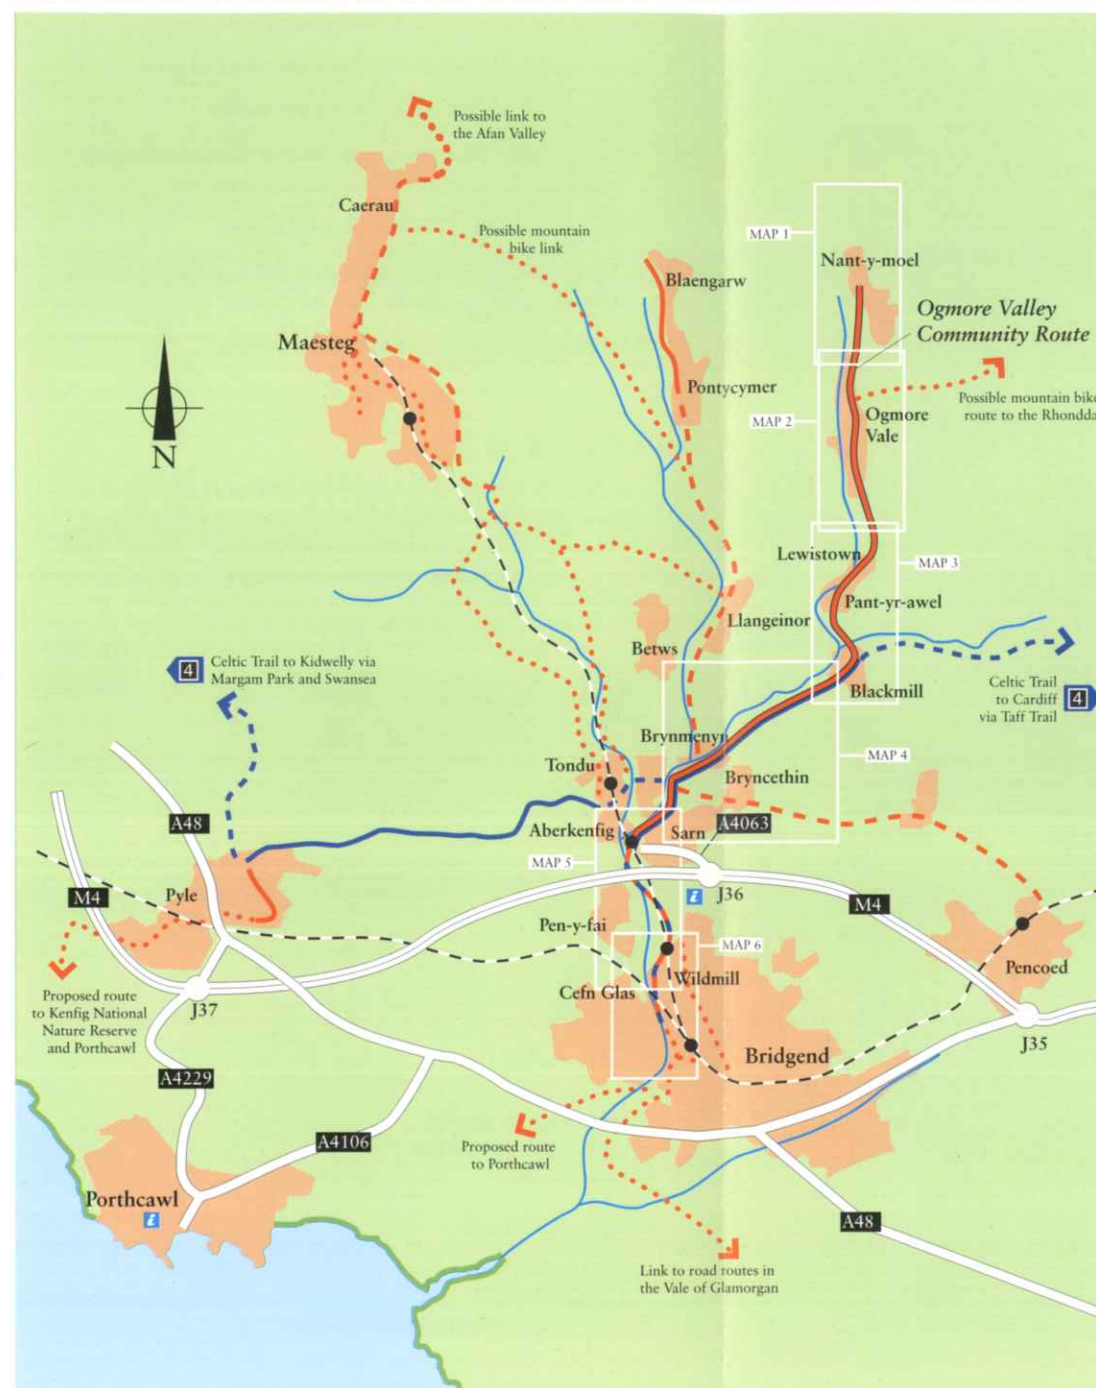 Possible link to
the Afan Valley
Caerau
Possible mountain
bike link
MAP 1
Nant-y-moel
Blaengarw
Ogmore Valley
Community Route
Maesteg
Pontycymer
Possible mountain bike
route to the Rhondda
MAP 2
Ogmore
Vale
N
Lewistown
MAP 3
Pant-yr-awel
Llangeinor
Betws
4
Celtic Trail to Kidwelly via
Margam Park and Swansea
Blackmill
Celtic Trail
to Cardiff
via Taff Trail
4
Brynmenyn
MAP 4
Tondu
Bryncethin
A48
Aberkenfig
Sarn
A4063
MAP 5
M4
Pyle
i
J36
M4
Pen-y-fai
MAP 6
Wildmill
Pencoed
Cefn Glas
Proposed route
to Kenfig National
Nature Reserve
and Porthcawl
J37
Bridgend
J35
A4229
A4106
Proposed route
to Porthcawl
Porthcawl
i
A48
Link to road routes in
the Vale of Glamorgan